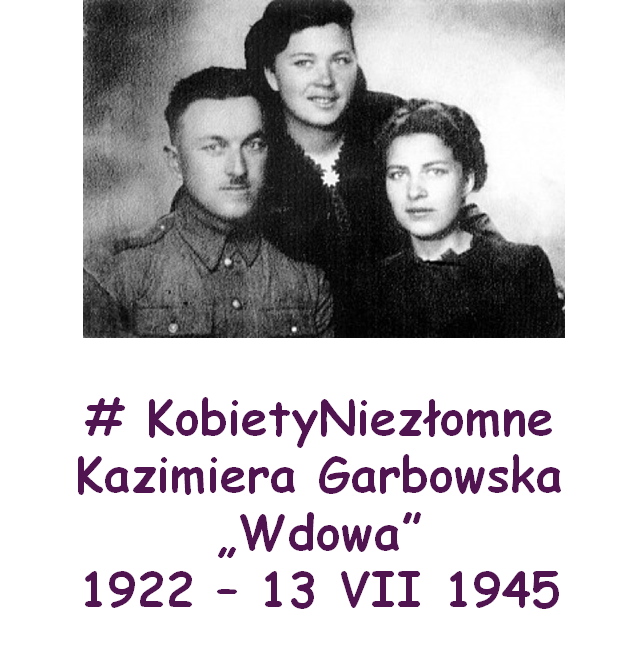 # KobietyNiezłomne
Kazimiera Garbowska
„Wdowa”
1922 – 13 VII 1945